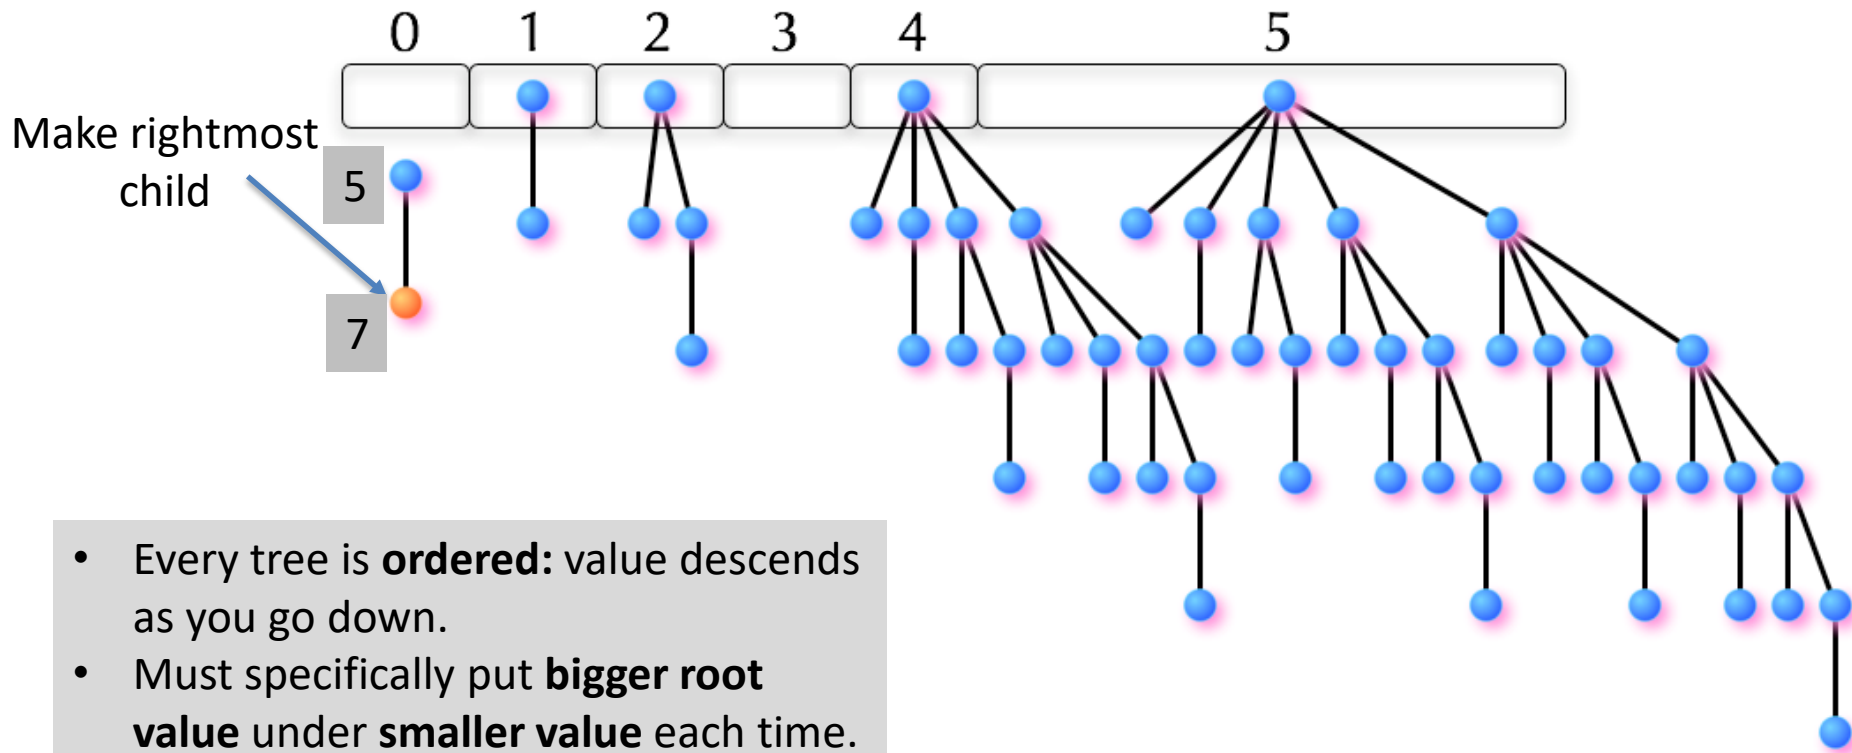 0 1 2 3 4 5
Make rightmost
child
5
7
• Every tree is ordered: value descends
as you go down.
• Must specifically put bigger root
value under smaller value each time.